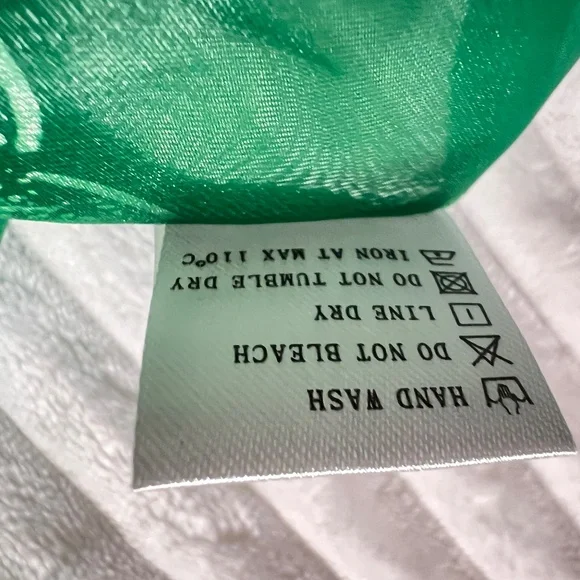 HAND WASH
DO NOT BLEACH
LINE DRY
DO NOT TUMBLE DRY
IRON AT MAX 110°C